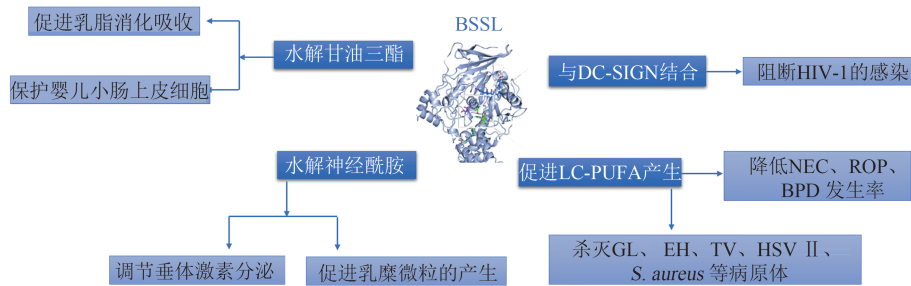 促进乳脂消化吸收
BSSL
水解甘油三酯
与DC-SIGN结合
阻断HIV-1的感染
保护婴儿小肠上皮细胞
水解神经酰胺
促进LC-PUFA产生
降低NEC、ROP、
BPD 发生率
调节垂体激素分泌
促进乳糜微粒的产生
杀灭GL、EH、TV、HSV Ⅱ、
S. aureus 等病原体